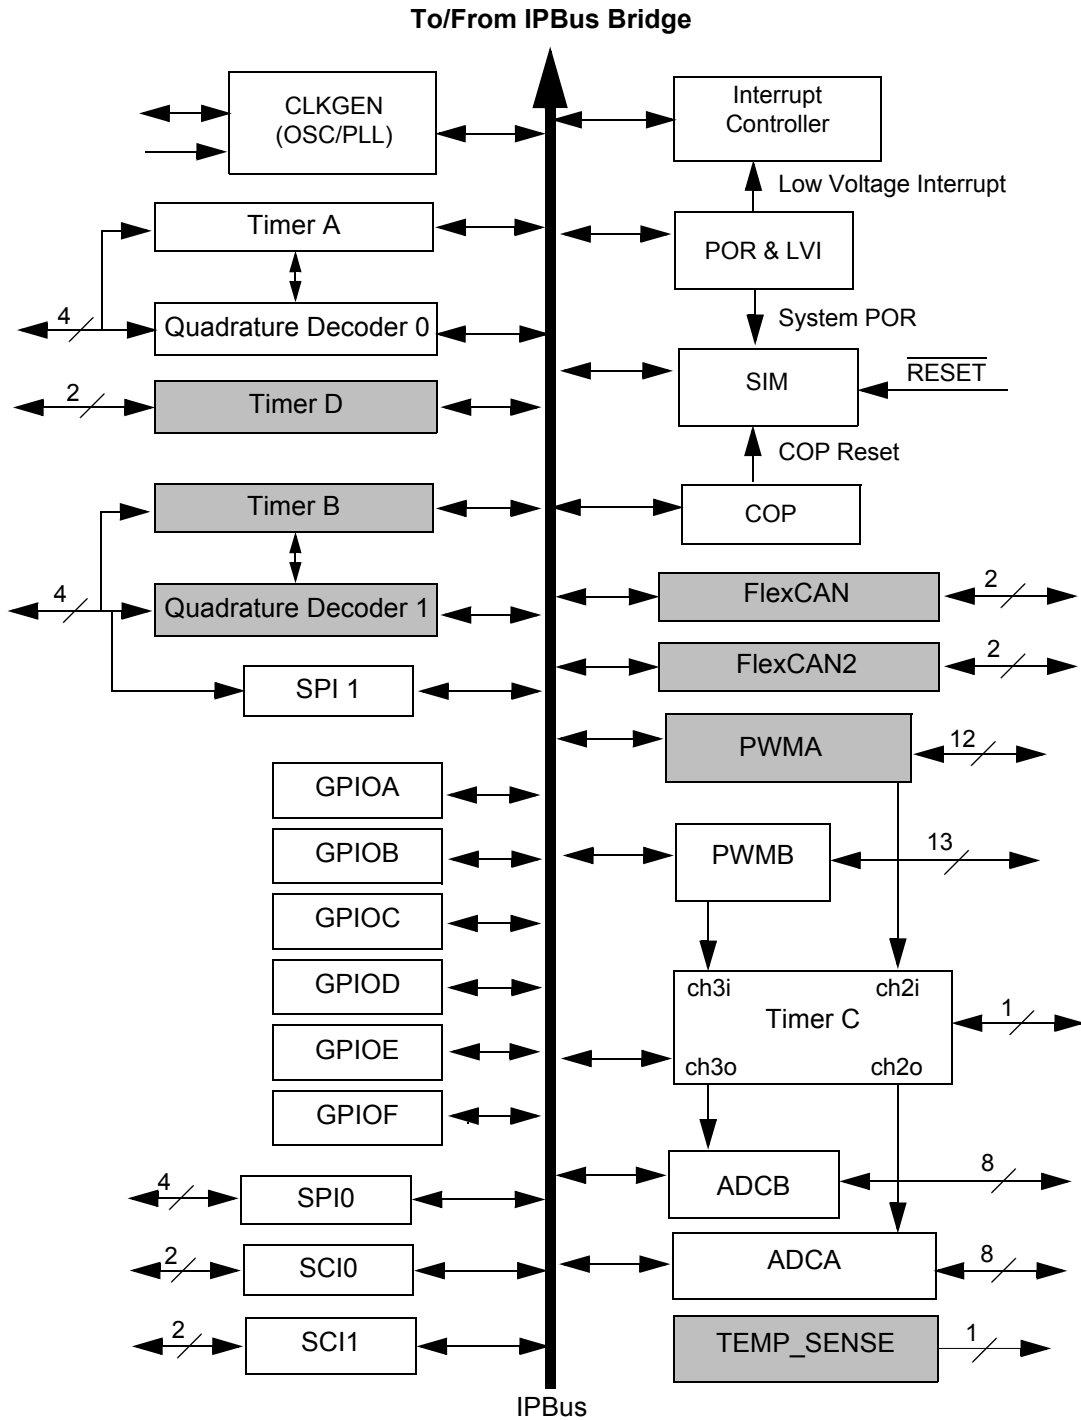 To/From IPBus Bridge
CLKGEN
(OSC/PLL)
Timer A
4
Quadrature Decoder 0
2
Timer D
Timer B
4
Quadrature Decoder 1
SPI 1
GPIOA
GPIOB
GPIOC
GPIOD
GPIOE
GPIOF
4
SPI0
2
SCI0
2
SCI1
IPBus
Interrupt
Controller
Low Voltage Interrupt
POR & LVI
System POR
SIM
RESET
COP Reset
COP
FlexCAN
2
FlexCAN2
2
PWMA
12
PWMB
13
ch3i
ch2i
Timer C
1
ch3o
ch2o
ADCB
8
ADCA
8
TEMP_SENSE
1